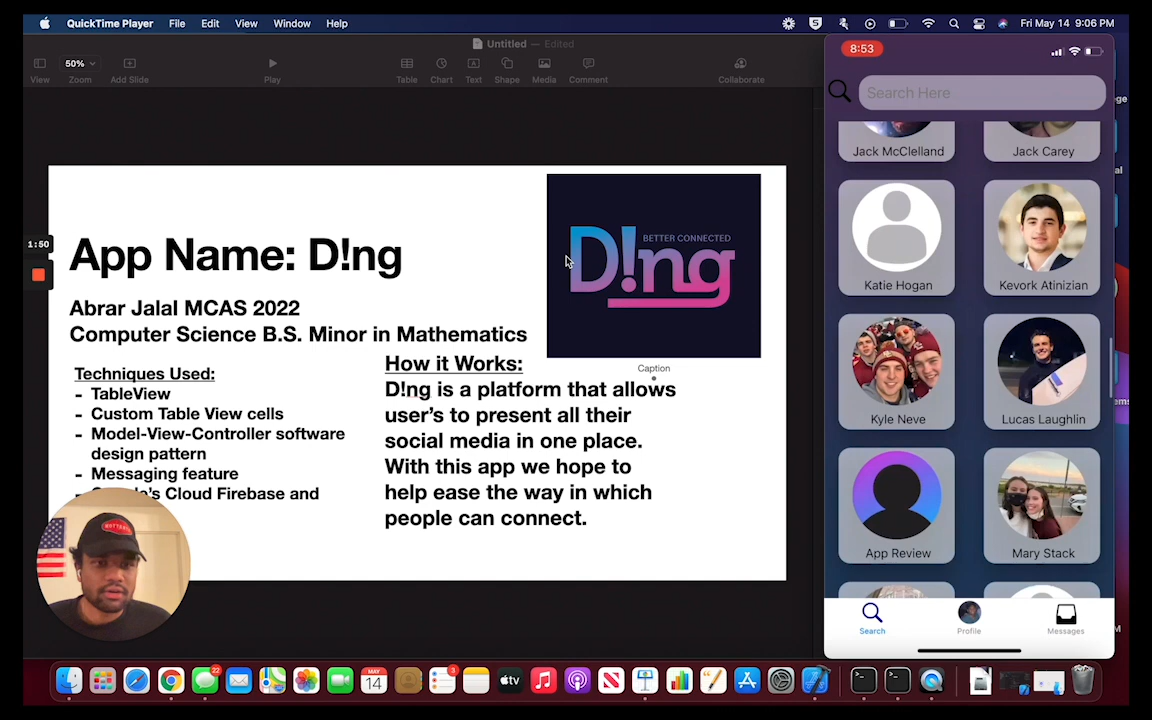 QuickTime Player File Edit View Window Help
Fri May 14 9:06 PM
Untitled — Edited
50%
View Zoom Add Slide Play Table Chart Text Shape Media Comment Collaborate
8:53
Search Here
Jack McClelland Jack Carey
Katie Hogan Kevork Atinizian
Kyle Neve Lucas Laughlin
App Review Mary Stack
Search Profile Messages
1:50
App Name: D!ng
Abrar Jalal MCAS 2022
Computer Science B.S. Minor in Mathematics
Techniques Used:
- TableView
- Custom Table View cells
- Model-View-Controller software
design pattern
- Messaging feature
's Cloud Firebase and
BETTER CONNECTED
D!ng
Caption
How it Works:
D!ng is a platform that allows
user's to present all their
social media in one place.
With this app we hope to
help ease the way in which
people can connect.
22
MAY
14
3
tv